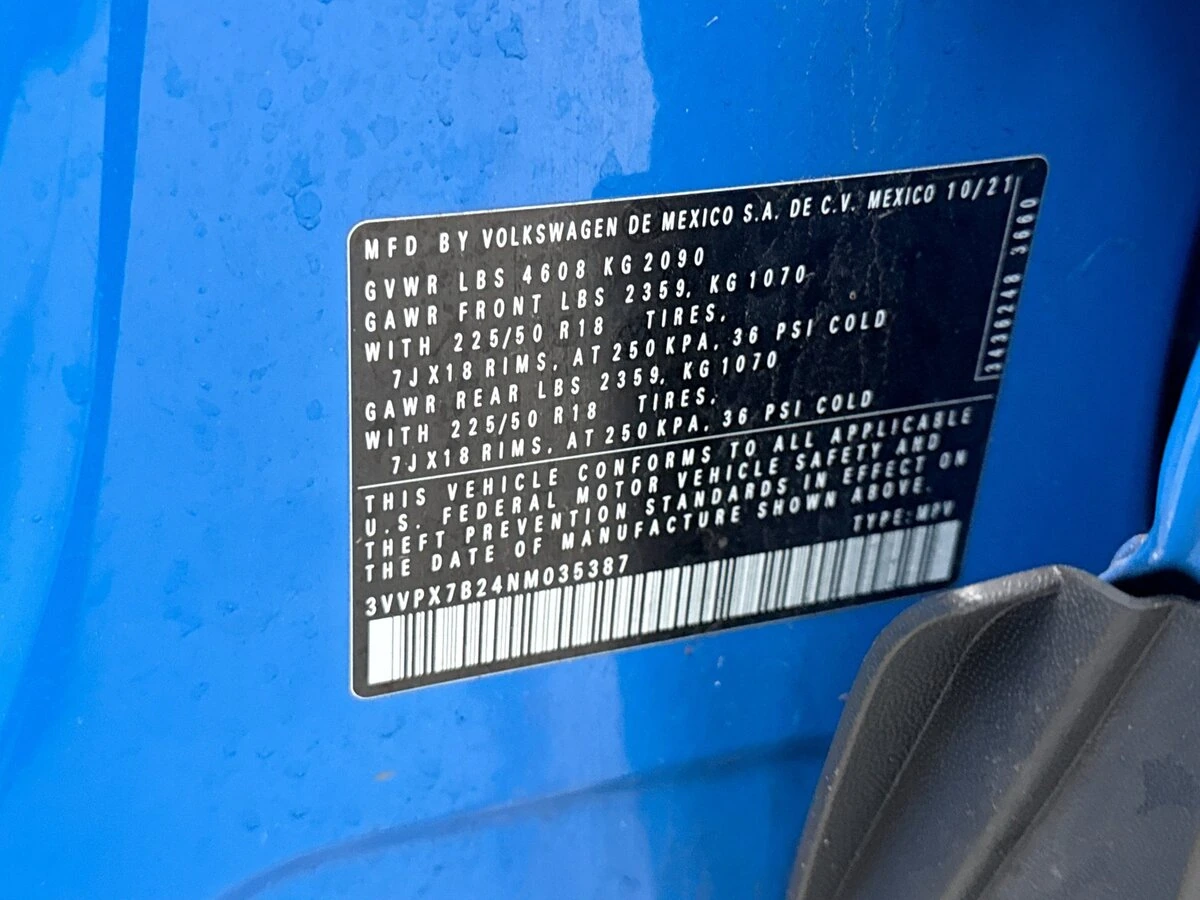 MFD BY VOLKSWAGEN DE MEXICO S.A. DE C.V. MEXICO 10/21
GVWR LBS 4608 KG 2090
GAWR FRONT LBS 2359, KG 1070
WITH 225/50 R18 TIRES,
7JX18 RIMS, AT 250 KPA, 36 PSI COLD
GAWR REAR LBS 2359, KG 1070
WITH 225/50 R18 TIRES,
7JX18 RIMS, AT 250 KPA, 36 PSI COLD
THIS VEHICLE CONFORMS TO ALL APPLICABLE
U.S. FEDERAL MOTOR VEHICLE SAFETY AND
THEFT PREVENTION STANDARDS IN EFFECT ON
THE DATE OF MANUFACTURE SHOWN ABOVE.
TYPE: MPV
3VVPX7B24NM035387
3436248 3660